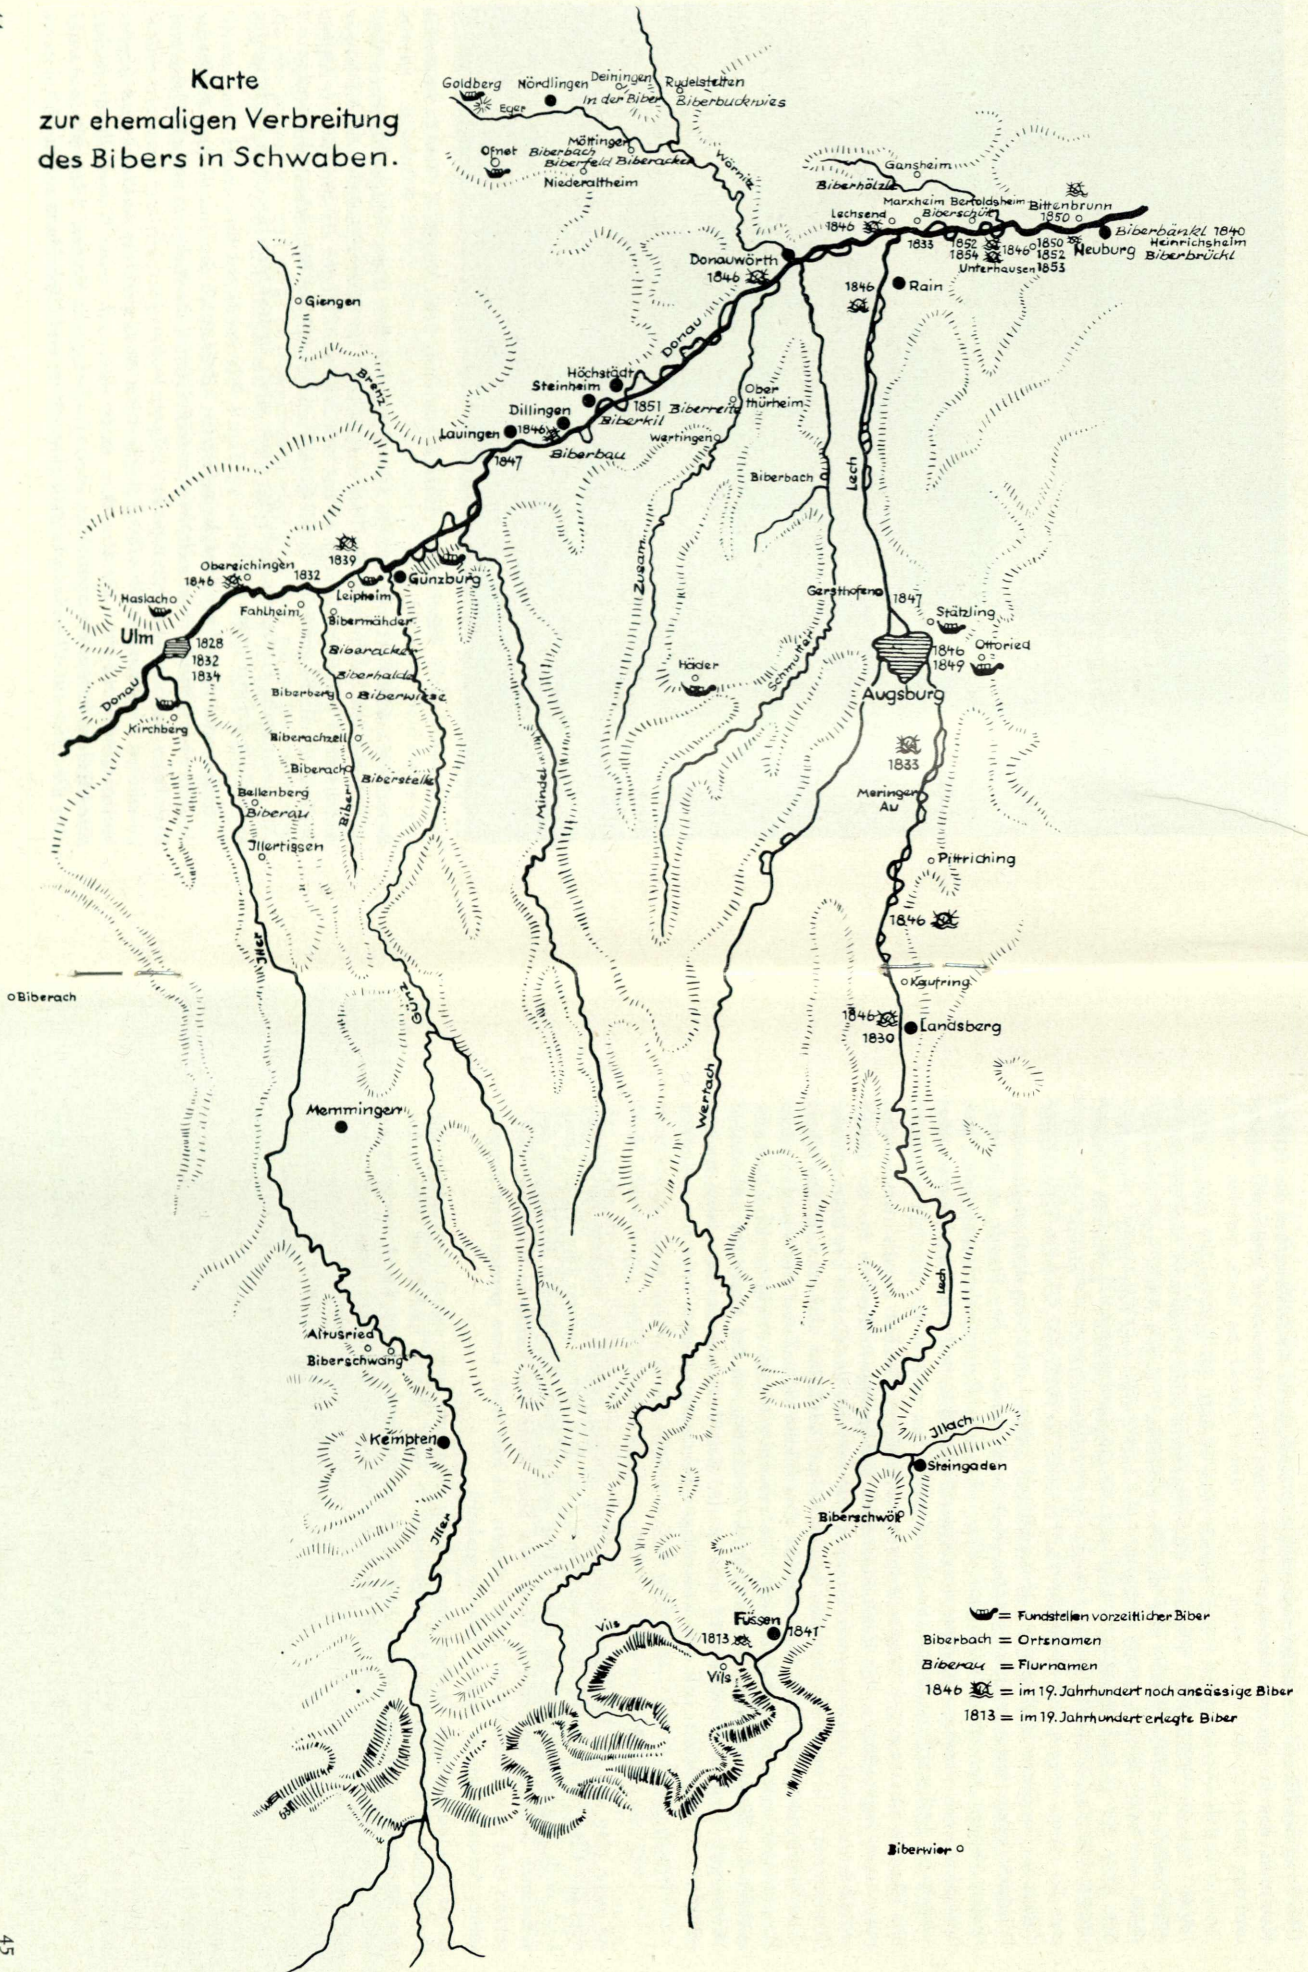 Karte
zur ehemaligen Verbreitung
des Bibers in Schwaben.
Goldberg
Nördlingen
Deiningen
Rudelstetten
Eger
In der Biber
Biberbuckwies
Ofnet
Möttingen
Biberbach
Biberfeld Biberacker
Niederaltheim
Wörnitz
Gansheim
Biberhölzle
Marxheim Bertoldsheim
Bittenbrunn
Lechsend
Biberschütt
1850
1846
1833
1852
1854
1846
1850
1852
1853
Unterhausen
Neuburg
Biberbänkl 1840
Heinrichsheim
Biberbrückl
Donauwörth
1846
1846
Rain
Giengen
Brenz
Donau
Höchstädt
Steinheim
Dillingen
1851
Biberkil
Biberreite
Ober
thürheim
Lauingen
1846
Biberbau
Wertingen
1847
Biberbach
Lech
Zusam
1839
Obereichingen
1846
1832
Leipheim
Günzburg
Haslach
Fahlheim
Bibermähder
Ulm
1828
1832
1834
Biberacker
Biberhalde
Biberberg
Biberwiese
Donau
Kirchberg
Biberachzell
Biberach
Biberstelle
Biber
Bellenberg
Biberau
Illertissen
Mindel
Gersthofen
1847
Stätzling
1846
1849
Ottoried
Augsburg
Häder
Schmutter
1833
Meringer
Au
Pittriching
1846
Kaufring
1846
1830
Landsberg
Biberach
Iller
Günz
Wertach
Memmingen
Lech
Altusried
Biberschwang
Kempten
Iller
Illach
Steingaden
Biberschwöll
Vils
1813
Füssen
1841
Vils
= Fundstellen vorzeitlicher Biber
Biberbach = Ortsnamen
Biberau = Flurnamen
1846 = im 19. Jahrhundert noch ansässige Biber
1813 = im 19. Jahrhundert erlegte Biber
Biberwier
45